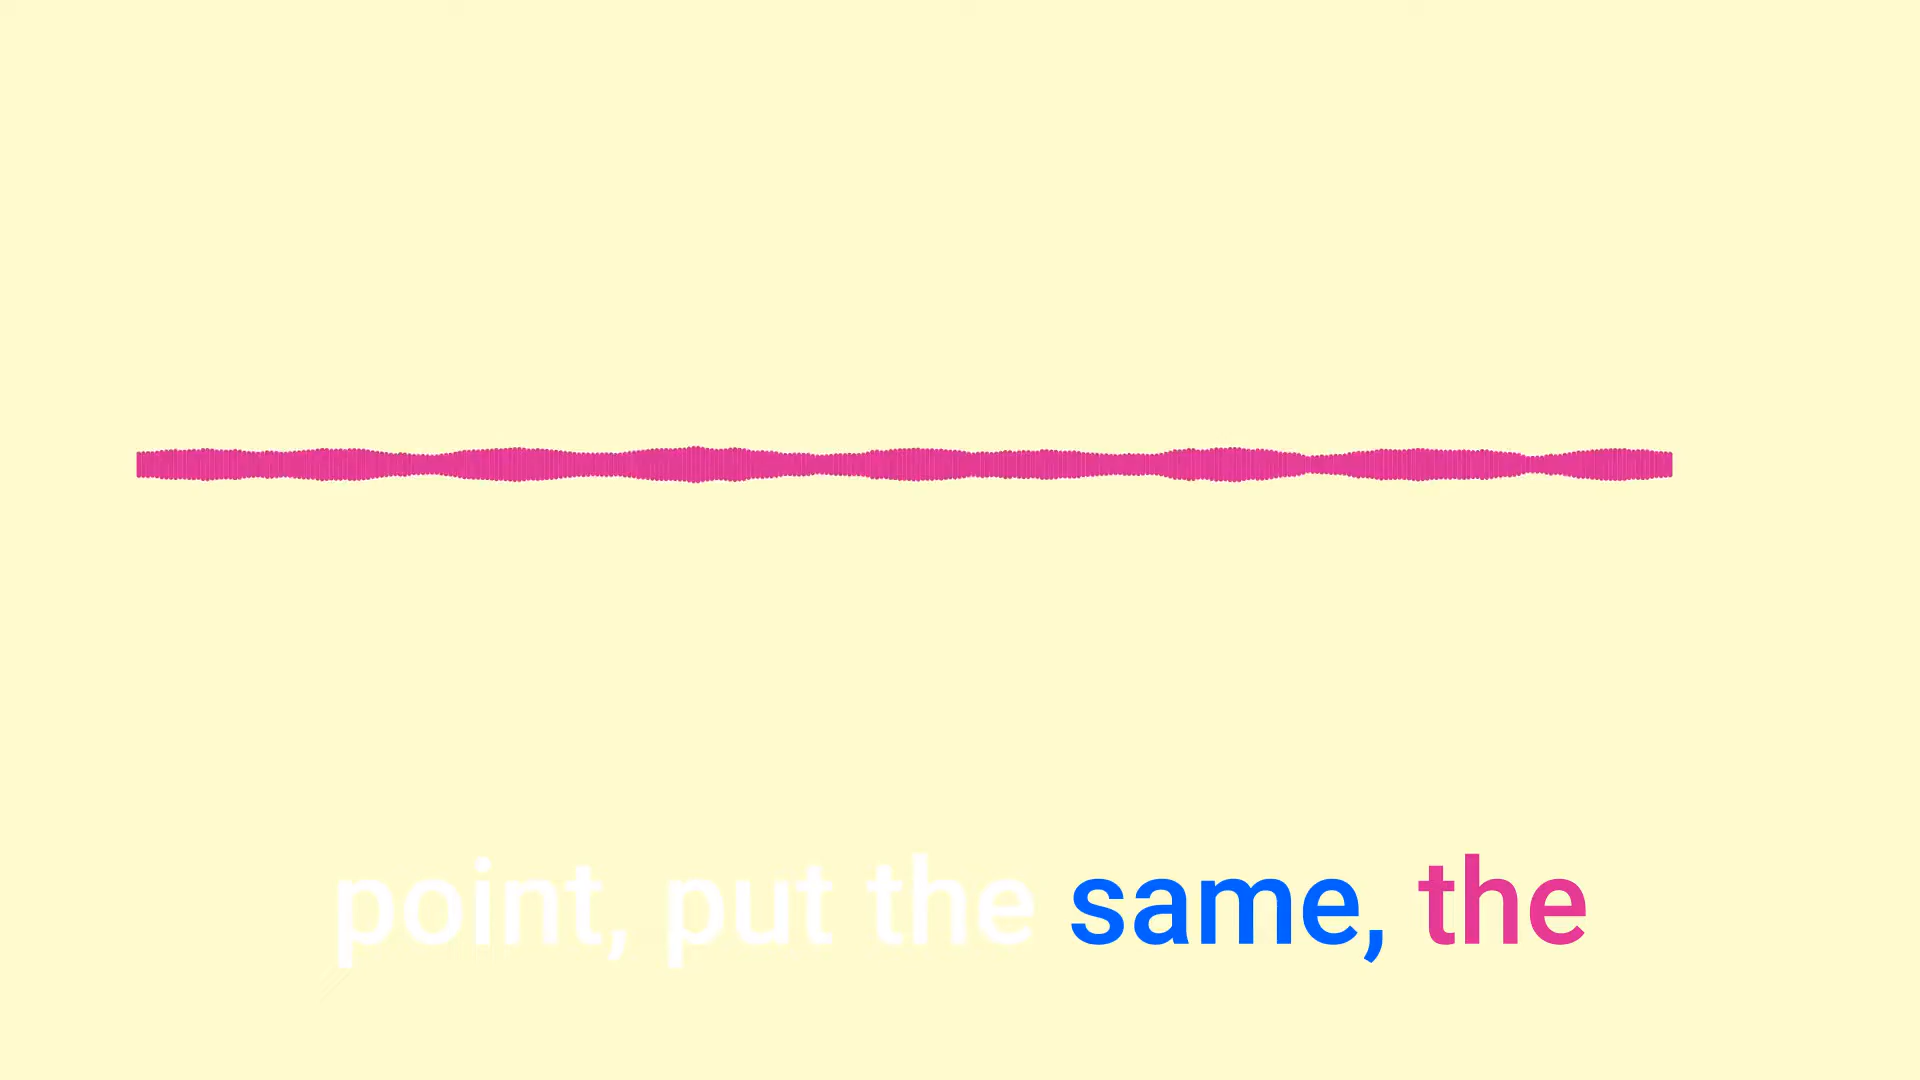 point, put the same, the